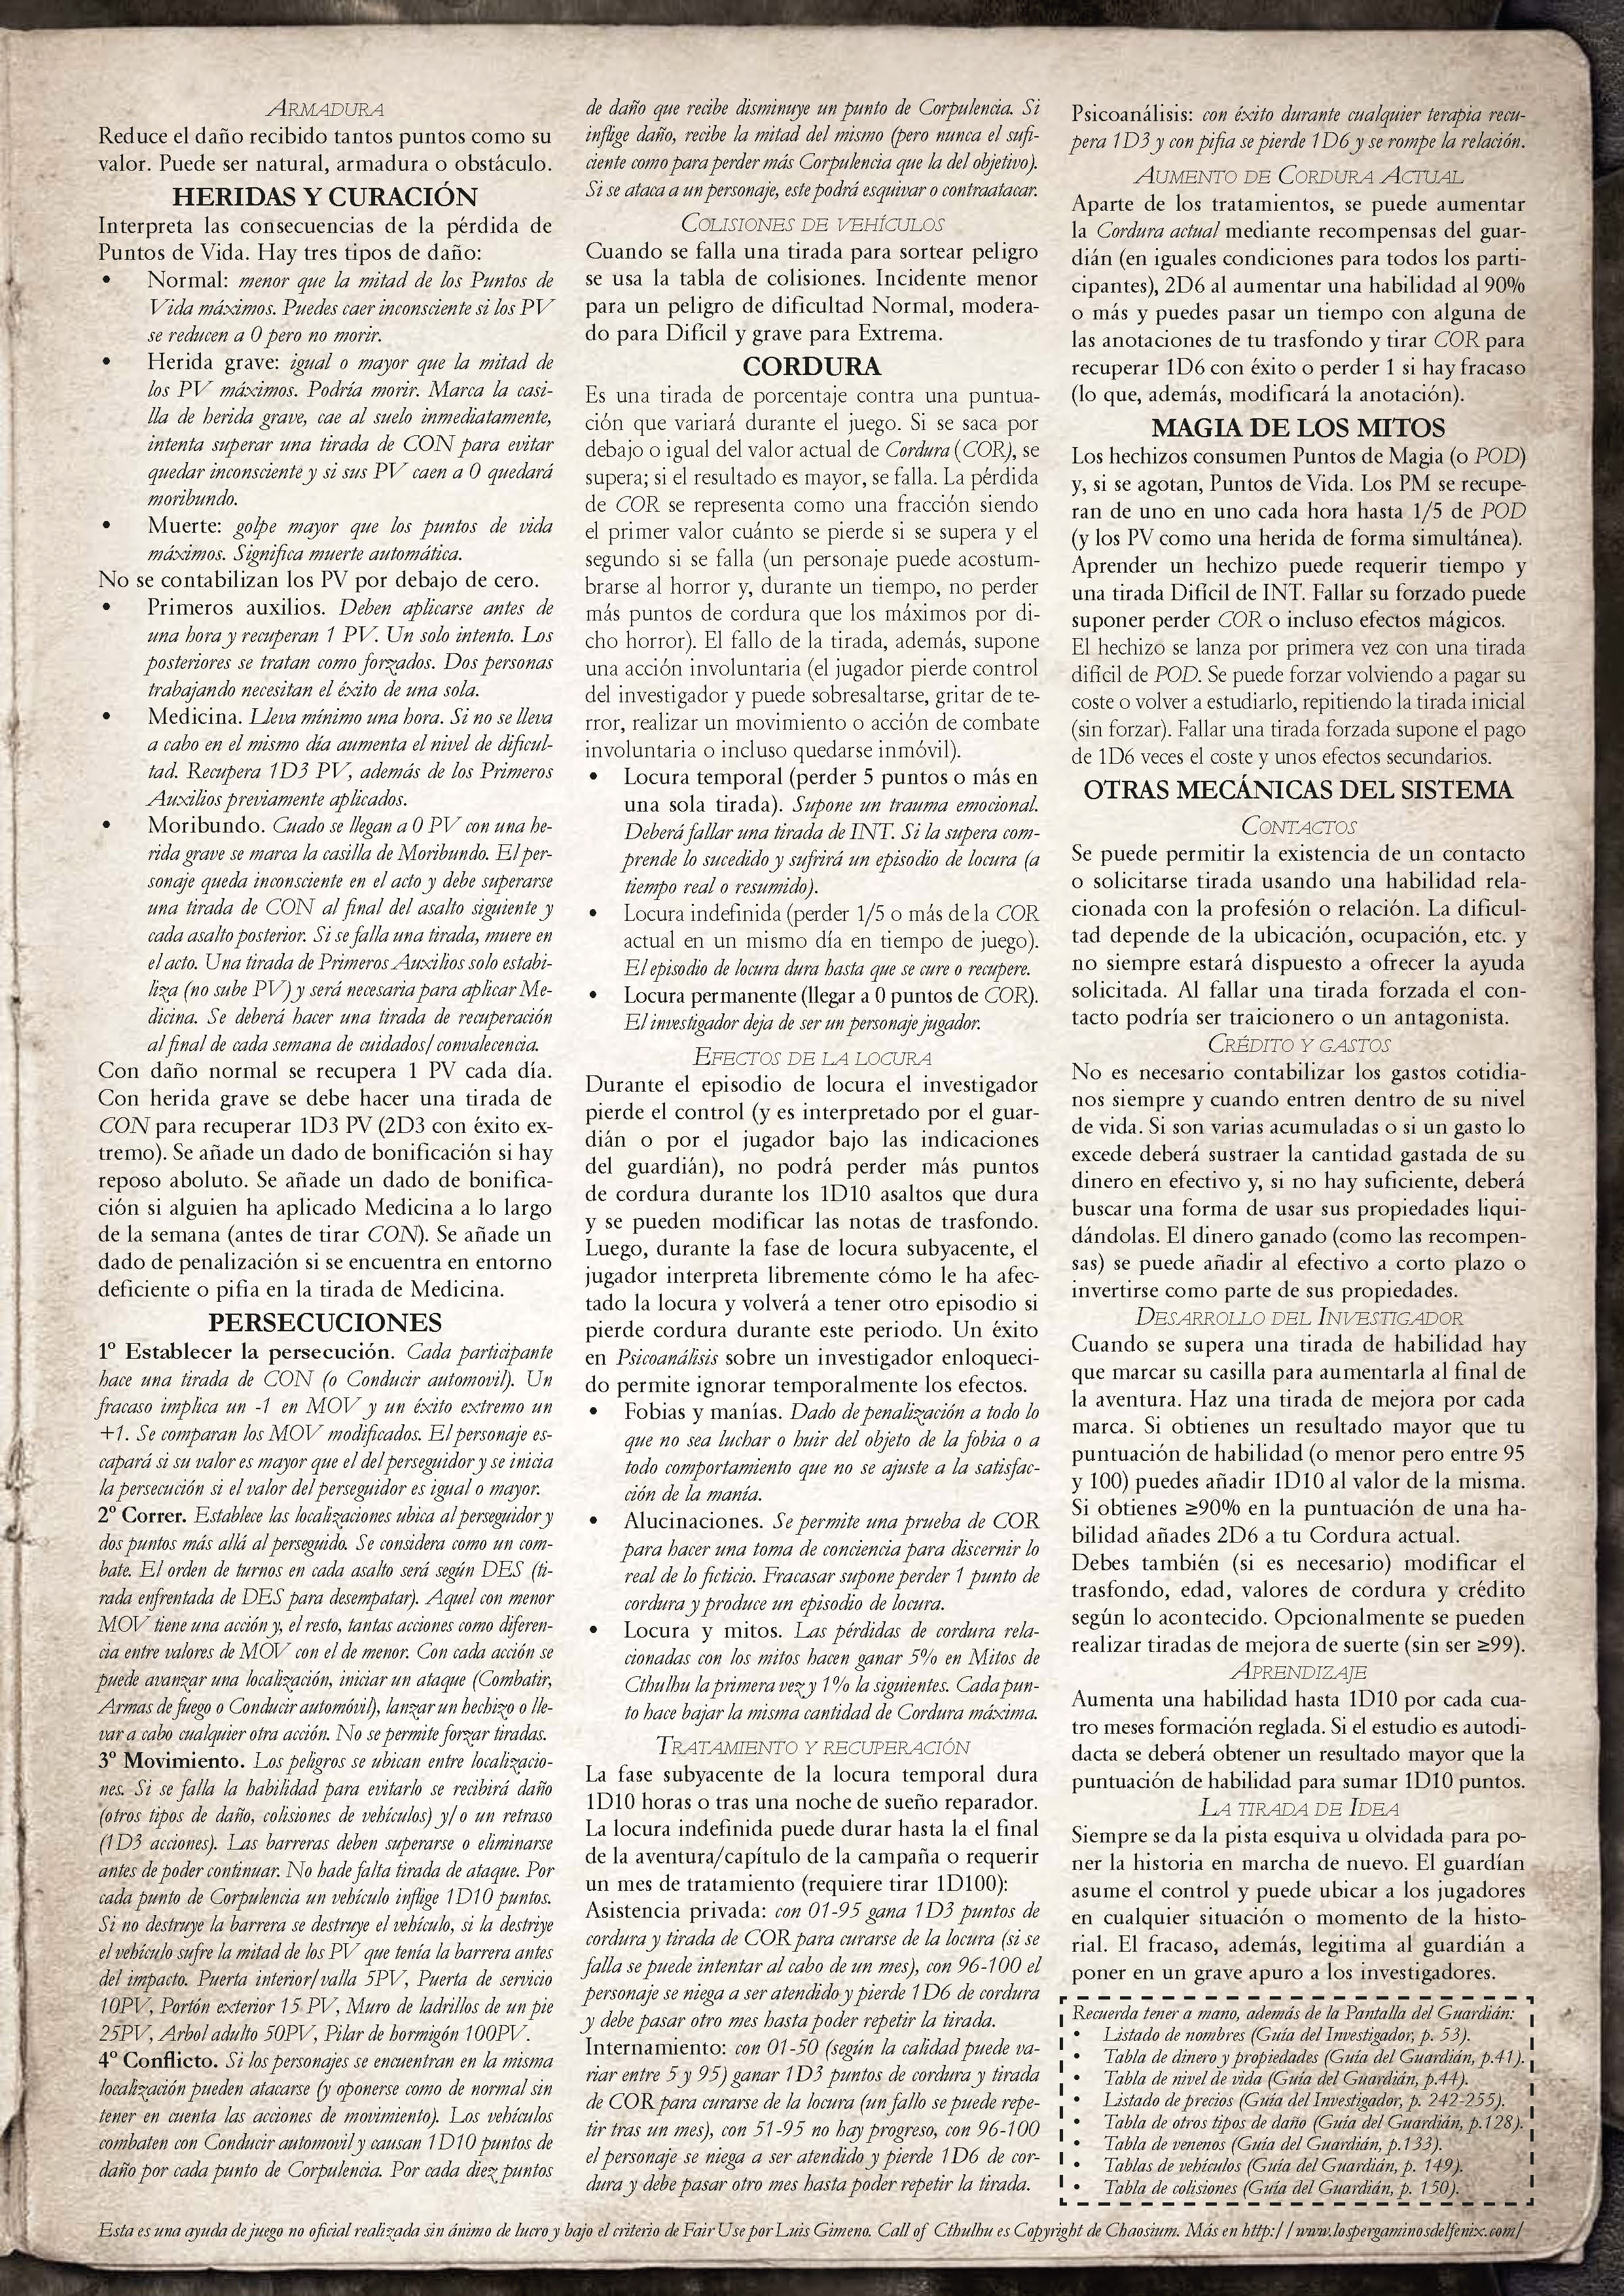 ARMADURA
Reduce el daño recibido tantos puntos como su
valor. Puede ser natural, armadura o obstáculo.
HERIDAS Y CURACIÓN
Interpreta las consecuencias de la pérdida de
Puntos de Vida. Hay tres tipos de daño:
• Normal: menor que la mitad de los Puntos de
Vida máximos. Puedes caer inconsciente si los PV
se reducen a 0 pero no morir.
• Herida grave: igual o mayor que la mitad de
los PV máximos. Podría morir. Marca la casi-
lla de herida grave, cae al suelo inmediatamente,
intenta superar una tirada de CON para evitar
quedar inconsciente y si sus PV caen a 0 quedará
moribundo.
• Muerte: golpe mayor que los puntos de vida
máximos. Significa muerte automática.
No se contabilizan los PV por debajo de cero.
• Primeros auxilios. Deben aplicarse antes de
una hora y recuperan 1 PV. Un solo intento. Los
posteriores se tratan como forzados. Dos personas
trabajando necesitan el éxito de una sola.
• Medicina. Lleva mínimo una hora. Si no se lleva
a cabo en el mismo día aumenta el nivel de dificul-
tad. Recupera 1D3 PV, además de los Primeros
Auxilios previamente aplicados.
• Moribundo. Cuado se llegan a 0 PV con una he-
rida grave se marca la casilla de Moribundo. El per-
sonaje queda inconsciente en el acto y debe superarse
una tirada de CON al final del asalto siguiente y
cada asalto posterior. Si se falla una tirada, muere en
el acto. Una tirada de Primeros Auxilios solo estabi-
liza (no sube PV) y será necesaria para aplicar Me-
dicina. Se deberá hacer una tirada de recuperación
al final de cada semana de cuidados/convalecencia.
Con daño normal se recupera 1 PV cada día.
Con herida grave se debe hacer una tirada de
CON para recuperar 1D3 PV (2D3 con éxito ex-
tremo). Se añade un dado de bonificación si hay
reposo aboluto. Se añade un dado de bonifica-
ción si alguien ha aplicado Medicina a lo largo
de la semana (antes de tirar CON). Se añade un
dado de penalización si se encuentra en entorno
deficiente o pifia en la tirada de Medicina.
PERSECUCIONES
1º Establecer la persecución. Cada participante
hace una tirada de CON (o Conducir automovil). Un
fracaso implica un -1 en MOV y un éxito extremo un
+1. Se comparan los MOV modificados. El personaje es-
capará si su valor es mayor que el del perseguidor y se inicia
la persecución si el valor del perseguidor es igual o mayor.
2º Correr. Establece las localizaciones ubica al perseguidor y
dos puntos más allá al perseguido. Se considera como un com-
bate. El orden de turnos en cada asalto será según DES (ti-
rada enfrentada de DES para desempatar). Aquel con menor
MOV tiene una acción y, el resto, tantas acciones como diferen-
cia entre valores de MOV con el de menor. Con cada acción se
puede avanzar una localización, iniciar un ataque (Combatir,
Armas de fuego o Conducir automóvil), lanzar un hechizo o lle-
var a cabo cualquier otra acción. No se permite forzar tiradas.
3º Movimiento. Los peligros se ubican entre localizacio-
nes. Si se falla la habilidad para evitarlo se recibirá daño
(otros tipos de daño, colisiones de vehículos) y/o un retraso
(1D3 acciones). Las barreras deben superarse o eliminarse
antes de poder continuar. No hade falta tirada de ataque. Por
cada punto de Corpulencia un vehículo inflige 1D10 puntos.
Si no destruye la barrera se destruye el vehículo, si la destriye
el vehículo sufre la mitad de los PV que tenía la barrera antes
del impacto. Puerta interior/valla 5PV, Puerta de servicio
10PV, Portón exterior 15 PV, Muro de ladrillos de un pie
25PV, Arbol adulto 50PV, Pilar de hormigón 100PV.
4º Conflicto. Si los personajes se encuentran en la misma
localización pueden atacarse (y oponerse como de normal sin
tener en cuenta las acciones de movimiento). Los vehículos
combaten con Conducir automovil y causan 1D10 puntos de
daño por cada punto de Corpulencia. Por cada diez puntos
de daño que recibe disminuye un punto de Corpulencia. Si
inflige daño, recibe la mitad del mismo (pero nunca el sufi-
ciente como para perder más Corpulencia que la del objetivo).
Si se ataca a un personaje, este podrá esquivar o contraatacar.
COLISIONES DE VEHÍCULOS
Cuando se falla una tirada para sortear peligro
se usa la tabla de colisiones. Incidente menor
para un peligro de dificultad Normal, modera-
do para Difícil y grave para Extrema.
CORDURA
Es una tirada de porcentaje contra una puntua-
ción que variará durante el juego. Si se saca por
debajo o igual del valor actual de Cordura (COR), se
supera; si el resultado es mayor, se falla. La pérdida
de COR se representa como una fracción siendo
el primer valor cuánto se pierde si se supera y el
segundo si se falla (un personaje puede acostum-
brarse al horror y, durante un tiempo, no perder
más puntos de cordura que los máximos por di-
cho horror). El fallo de la tirada, además, supone
una acción involuntaria (el jugador pierde control
del investigador y puede sobresaltarse, gritar de te-
rror, realizar un movimiento o acción de combate
involuntaria o incluso quedarse inmóvil).
• Locura temporal (perder 5 puntos o más en
una sola tirada). Supone un trauma emocional.
Deberá fallar una tirada de INT. Si la supera com-
prende lo sucedido y sufrirá un episodio de locura (a
tiempo real o resumido).
• Locura indefinida (perder 1/5 o más de la COR
actual en un mismo día en tiempo de juego).
El episodio de locura dura hasta que se cure o recupere.
• Locura permanente (llegar a 0 puntos de COR).
El investigador deja de ser un personaje jugador.
EFECTOS DE LA LOCURA
Durante el episodio de locura el investigador
pierde el control (y es interpretado por el guar-
dián o por el jugador bajo las indicaciones
del guardián), no podrá perder más puntos
de cordura durante los 1D10 asaltos que dura
y se pueden modificar las notas de trasfondo.
Luego, durante la fase de locura subyacente, el
jugador interpreta libremente cómo le ha afec-
tado la locura y volverá a tener otro episodio si
pierde cordura durante este periodo. Un éxito
en Psicoanálisis sobre un investigador enloqueci-
do permite ignorar temporalmente los efectos.
• Fobias y manías. Dado de penalización a todo lo
que no sea luchar o huir del objeto de la fobia o a
todo comportamiento que no se ajuste a la satisfac-
ción de la manía.
• Alucinaciones. Se permite una prueba de COR
para hacer una toma de conciencia para discernir lo
real de lo ficticio. Fracasar supone perder 1 punto de
cordura y produce un episodio de locura.
• Locura y mitos. Las pérdidas de cordura rela-
cionadas con los mitos hacen ganar 5% en Mitos de
Cthulhu la primera vez y 1% la siguientes. Cada pun-
to hace bajar la misma cantidad de Cordura máxima.
TRATAMIENTO Y RECUPERACIÓN
La fase subyacente de la locura temporal dura
1D10 horas o tras una noche de sueño reparador.
La locura indefinida puede durar hasta la el final
de la aventura/capítulo de la campaña o requerir
un mes de tratamiento (requiere tirar 1D100):
Asistencia privada: con 01-95 gana 1D3 puntos de
cordura y tirada de COR para curarse de la locura (si se
falla se puede intentar al cabo de un mes), con 96-100 el
personaje se niega a ser atendido y pierde 1D6 de cordura
y debe pasar otro mes hasta poder repetir la tirada.
Internamiento: con 01-50 (según la calidad puede va-
riar entre 5 y 95) ganar 1D3 puntos de cordura y tirada
de COR para curarse de la locura (un fallo se puede repe-
tir tras un mes), con 51-95 no hay progreso, con 96-100
el personaje se niega a ser atendido y pierde 1D6 de cor-
dura y debe pasar otro mes hasta poder repetir la tirada.
Psicoanálisis: con éxito durante cualquier terapia recu-
pera 1D3 y con pifia se pierde 1D6 y se rompe la relación.
AUMENTO DE CORDURA ACTUAL
Aparte de los tratamientos, se puede aumentar
la Cordura actual mediante recompensas del guar-
dián (en iguales condiciones para todos los parti-
cipantes), 2D6 al aumentar una habilidad al 90%
o más y puedes pasar un tiempo con alguna de
las anotaciones de tu trasfondo y tirar COR para
recuperar 1D6 con éxito o perder 1 si hay fracaso
(lo que, además, modificará la anotación).
MAGIA DE LOS MITOS
Los hechizos consumen Puntos de Magia (o POD)
y, si se agotan, Puntos de Vida. Los PM se recupe-
ran de uno en uno cada hora hasta 1/5 de POD
(y los PV como una herida de forma simultánea).
Aprender un hechizo puede requerir tiempo y
una tirada Difícil de INT. Fallar su forzado puede
suponer perder COR o incluso efectos mágicos.
El hechizo se lanza por primera vez con una tirada
difícil de POD. Se puede forzar volviendo a pagar su
coste o volver a estudiarlo, repitiendo la tirada inicial
(sin forzar). Fallar una tirada forzada supone el pago
de 1D6 veces el coste y unos efectos secundarios.
OTRAS MECÁNICAS DEL SISTEMA
CONTACTOS
Se puede permitir la existencia de un contacto
o solicitarse tirada usando una habilidad rela-
cionada con la profesión o relación. La dificul-
tad depende de la ubicación, ocupación, etc. y
no siempre estará dispuesto a ofrecer la ayuda
solicitada. Al fallar una tirada forzada el con-
tacto podría ser traicionero o un antagonista.
CRÉDITO Y GASTOS
No es necesario contabilizar los gastos cotidia-
nos siempre y cuando entren dentro de su nivel
de vida. Si son varias acumuladas o si un gasto lo
excede deberá sustraer la cantidad gastada de su
dinero en efectivo y, si no hay suficiente, deberá
buscar una forma de usar sus propiedades liqui-
dándolas. El dinero ganado (como las recompen-
sas) se puede añadir al efectivo a corto plazo o
invertirse como parte de sus propiedades.
DESARROLLO DEL INVESTIGADOR
Cuando se supera una tirada de habilidad hay
que marcar su casilla para aumentarla al final de
la aventura. Haz una tirada de mejora por cada
marca. Si obtienes un resultado mayor que tu
puntuación de habilidad (o menor pero entre 95
y 100) puedes añadir 1D10 al valor de la misma.
Si obtienes ≥90% en la puntuación de una ha-
bilidad añades 2D6 a tu Cordura actual.
Debes también (si es necesario) modificar el
trasfondo, edad, valores de cordura y crédito
según lo acontecido. Opcionalmente se pueden
realizar tiradas de mejora de suerte (sin ser ≥99).
APRENDIZAJE
Aumenta una habilidad hasta 1D10 por cada cua-
tro meses formación reglada. Si el estudio es autodi-
dacta se deberá obtener un resultado mayor que la
puntuación de habilidad para sumar 1D10 puntos.
LA TIRADA DE IDEA
Siempre se da la pista esquiva u olvidada para po-
ner la historia en marcha de nuevo. El guardían
asume el control y puede ubicar a los jugadores
en cualquier situación o momento de la histo-
rial. El fracaso, además, legitima al guardián a
poner en un grave apuro a los investigadores.
Recuerda tener a mano, además de la Pantalla del Guardián:
• Listado de nombres (Guía del Investigador, p. 53).
• Tabla de dinero y propiedades (Guía del Guardián, p.41).
• Tabla de nivel de vida (Guía del Guardián, p.44).
• Listado de precios (Guía del Investigador, p. 242-255).
• Tabla de otros tipos de daño (Guía del Guardián, p.128).
• Tabla de venenos (Guía del Guardián, p.133).
• Tablas de vehículos (Guía del Guardián, p. 149).
• Tabla de colisiones (Guía del Guardián, p. 150).
Esta es una ayuda de juego no oficial realizada sin ánimo de lucro y bajo el criterio de Fair Use por Luis Gimeno. Call of Cthulhu es Copyright de Chaosium. Más en http://www.lospergaminosdelfenix.com/